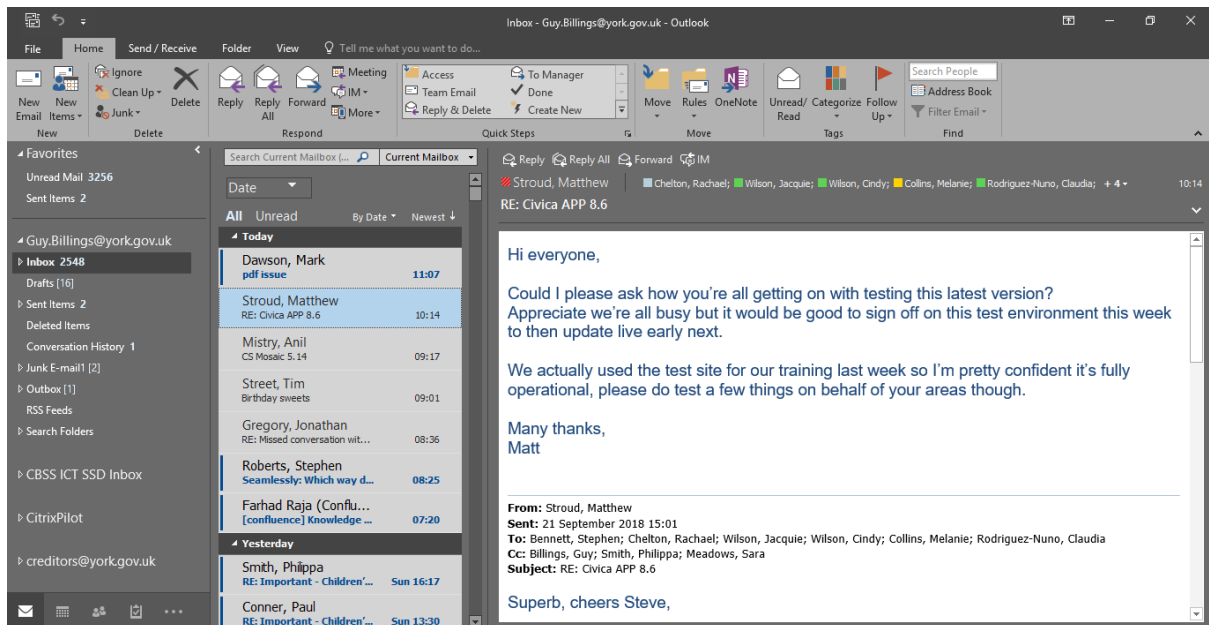 Inbox - Guy.Billings@york.gov.uk - Outlook
File Home Send / Receive Folder View Tell me what you want to do...
New Email
New Items
Ignore
Clean Up
Junk
Delete
Reply
Reply All
Forward
Meeting
IM
More
Access
Team Email
Reply & Delete
To Manager
Done
Create New
Move
Rules
OneNote
Unread/ Read
Categorize
Follow Up
Search People
Address Book
Filter Email
New Delete Respond Quick Steps Move Tags Find
Favorites
Unread Mail 3256
Sent Items 2
Guy.Billings@york.gov.uk
Inbox 2548
Drafts [16]
Sent Items 2
Deleted Items
Conversation History 1
Junk E-mail1 [2]
Outbox [1]
RSS Feeds
Search Folders
CBSS ICT SSD Inbox
CitrixPilot
creditors@york.gov.uk
Search Current Mailbox (... Current Mailbox
Date
All Unread By Date Newest
Today
Dawson, Mark
pdf issue 11:07
Stroud, Matthew
RE: Civica APP 8.6 10:14
Mistry, Anil
CS Mosaic 5.14 09:17
Street, Tim
Birthday sweets 09:01
Gregory, Jonathan
RE: Missed conversation wit... 08:36
Roberts, Stephen
Seamlessly: Which way d... 08:25
Farhad Raja (Conflu...
[confluence] Knowledge ... 07:20
Yesterday
Smith, Philippa
RE: Important - Children'... Sun 16:17
Conner, Paul
RE: Important - Children'... Sun 13:30
Reply Reply All Forward IM
Stroud, Matthew Chelton, Rachael; Wilson, Jacquie; Wilson, Cindy; Collins, Melanie; Rodriguez-Nuno, Claudia; + 4 10:14
RE: Civica APP 8.6
Hi everyone,
Could I please ask how you're all getting on with testing this latest version?
Appreciate we're all busy but it would be good to sign off on this test environment this week
to then update live early next.
We actually used the test site for our training last week so I'm pretty confident it's fully
operational, please do test a few things on behalf of your areas though.
Many thanks,
Matt
From: Stroud, Matthew
Sent: 21 September 2018 15:01
To: Bennett, Stephen; Chelton, Rachael; Wilson, Jacquie; Wilson, Cindy; Collins, Melanie; Rodriguez-Nuno, Claudia
Cc: Billings, Guy; Smith, Philippa; Meadows, Sara
Subject: RE: Civica APP 8.6
Superb, cheers Steve,